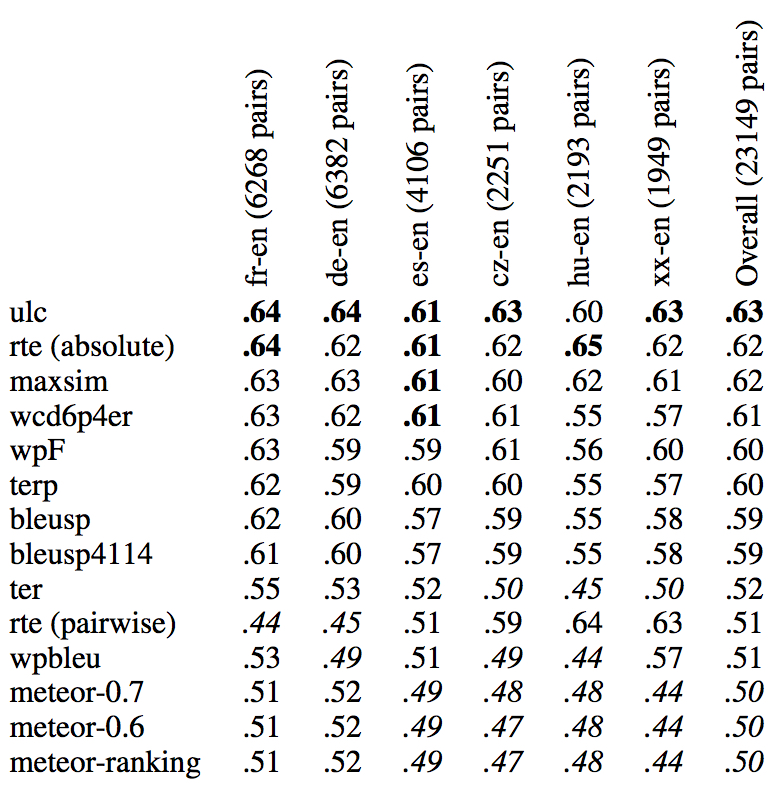 fr-en (6268 pairs) de-en (6382 pairs) es-en (4106 pairs) cz-en (2251 pairs) hu-en (2193 pairs) xx-en (1949 pairs) Overall (23149 pairs)
ulc .64 .64 .61 .63 .60 .63 .63
rte (absolute) .64 .62 .61 .62 .65 .62 .62
maxsim .63 .63 .61 .60 .62 .61 .62
wcd6p4er .63 .62 .61 .61 .55 .57 .61
wpF .63 .59 .59 .61 .56 .60 .60
terp .62 .59 .60 .60 .55 .57 .60
bleusp .62 .60 .57 .59 .55 .58 .59
bleusp4114 .61 .60 .57 .59 .55 .58 .59
ter .55 .53 .52 .50 .45 .50 .52
rte (pairwise) .44 .45 .51 .59 .64 .63 .51
wpbleu .53 .49 .51 .49 .44 .57 .51
meteor-0.7 .51 .52 .49 .48 .48 .44 .50
meteor-0.6 .51 .52 .49 .47 .48 .44 .50
meteor-ranking .51 .52 .49 .47 .48 .44 .50